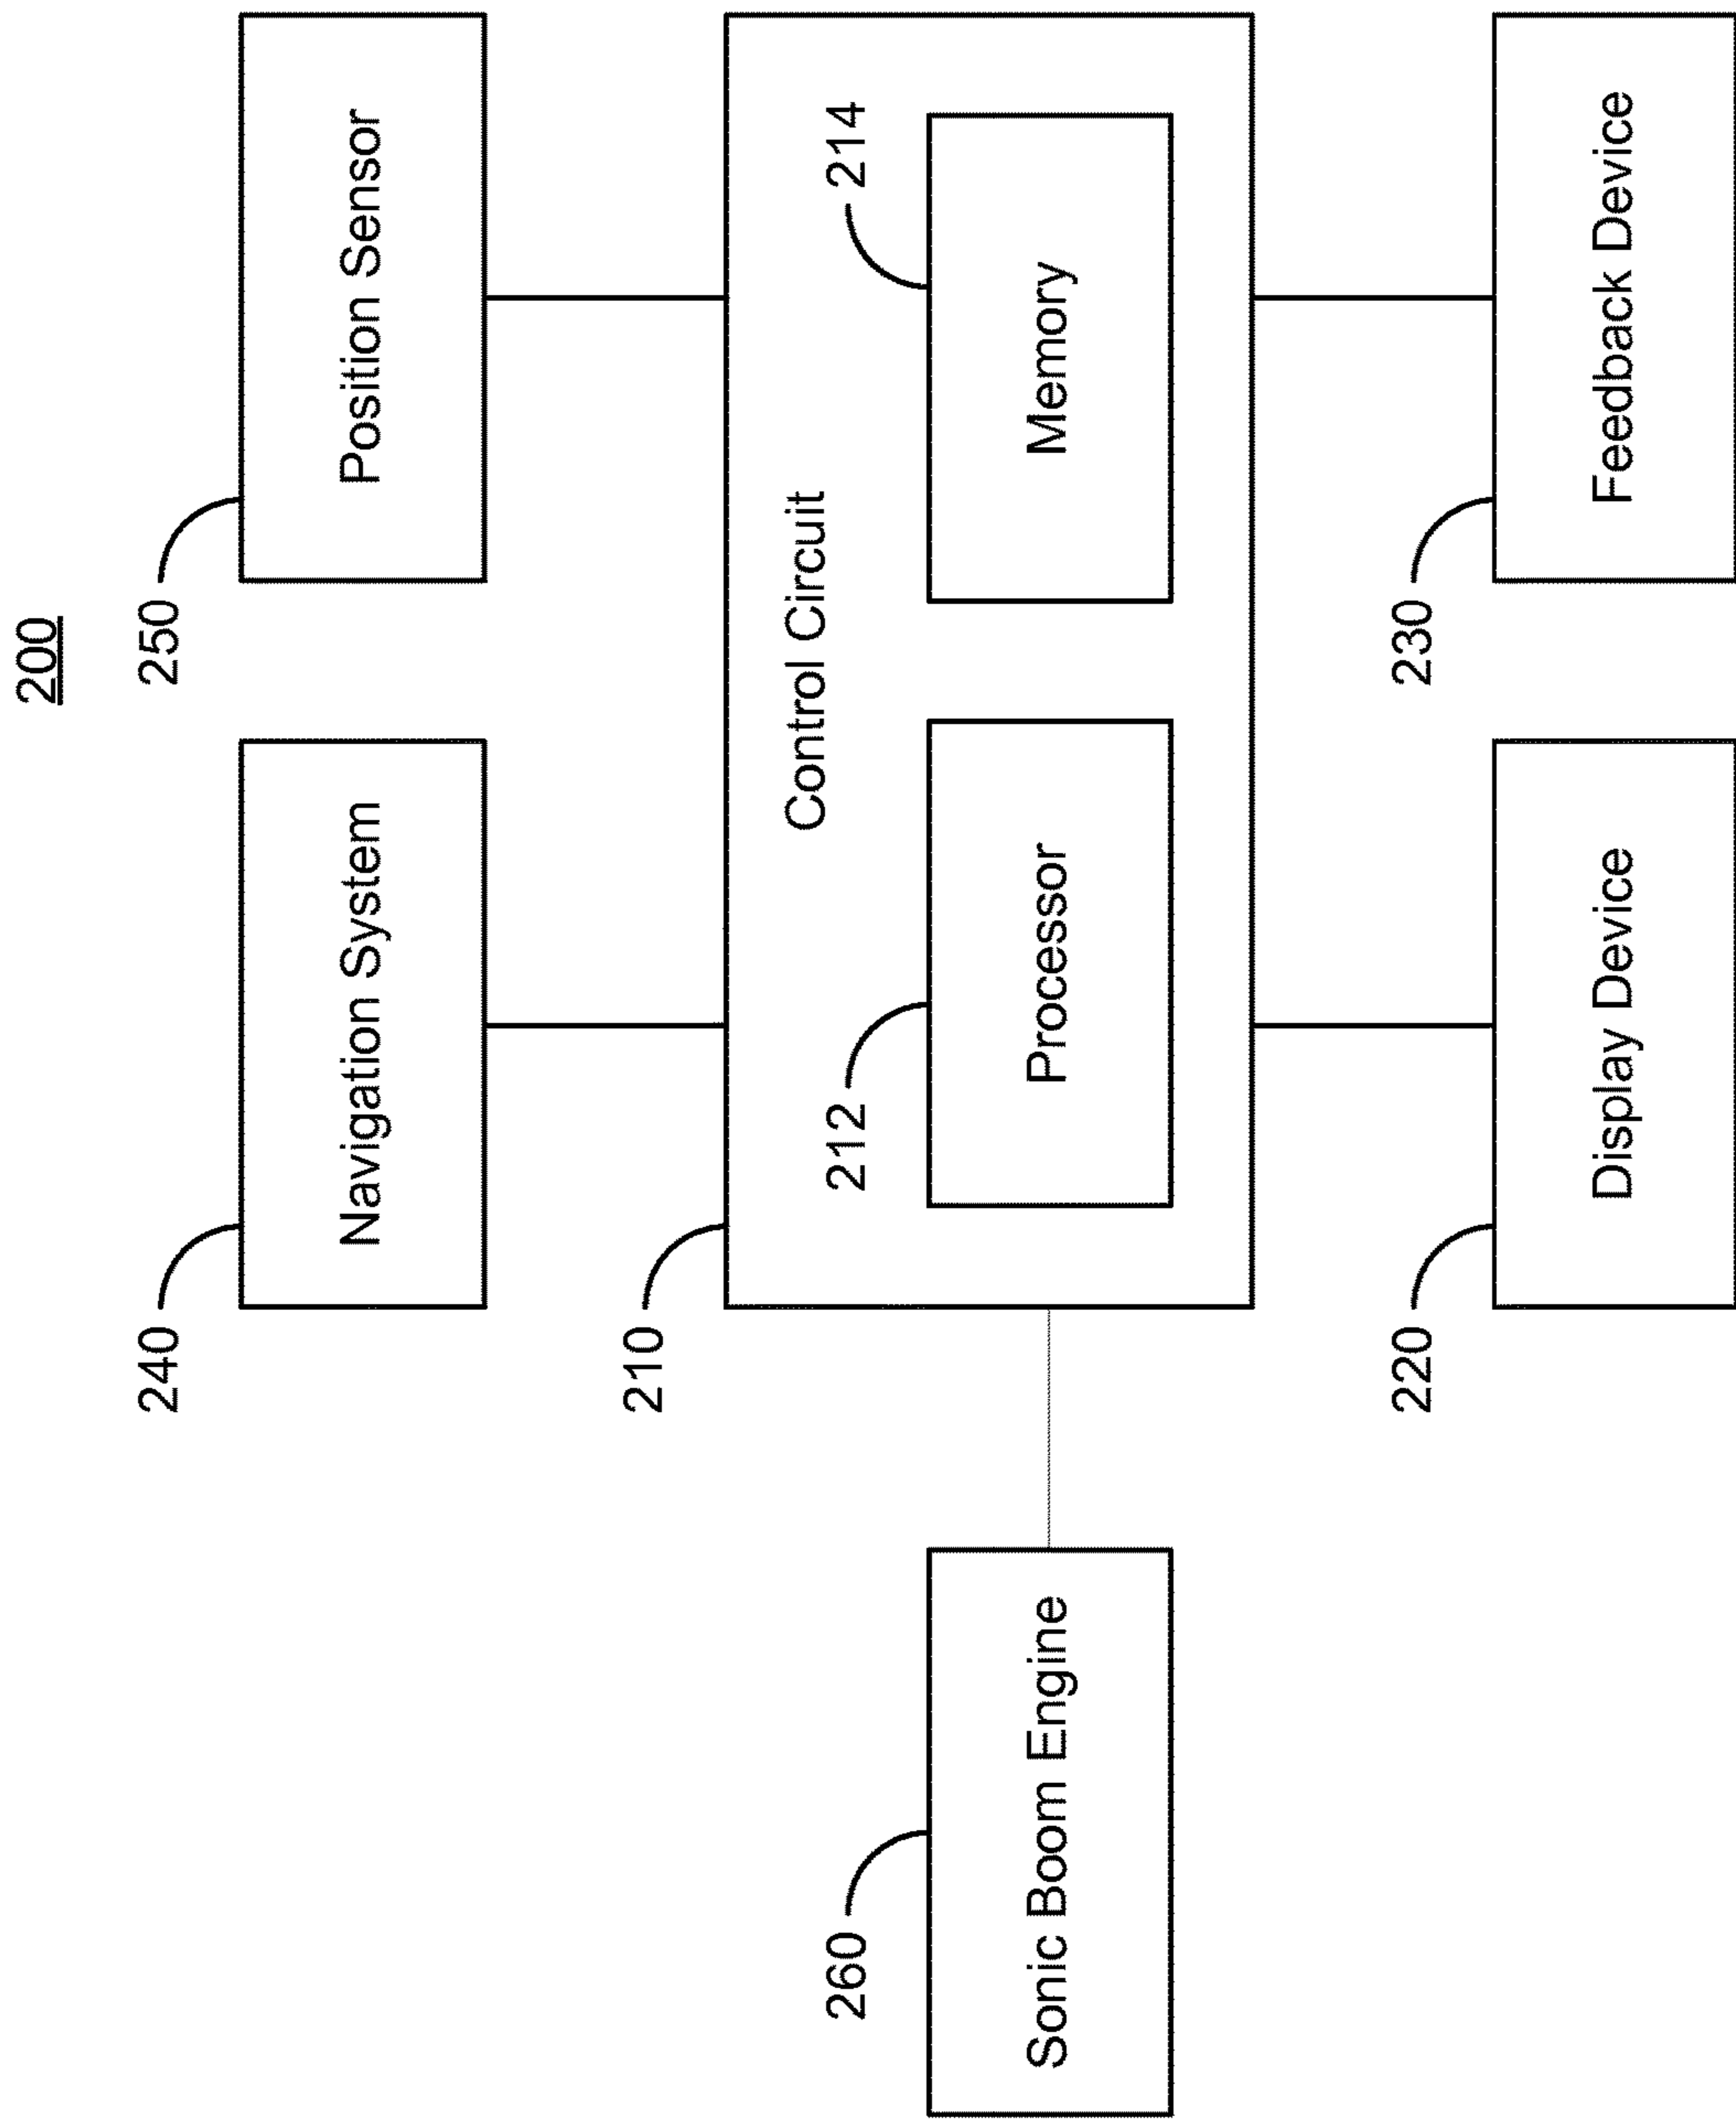 200
240
Navigation System
250
Position Sensor
210
Control Circuit
260
Sonic Boom Engine
212
Processor
214
Memory
220
Display Device
230
Feedback Device